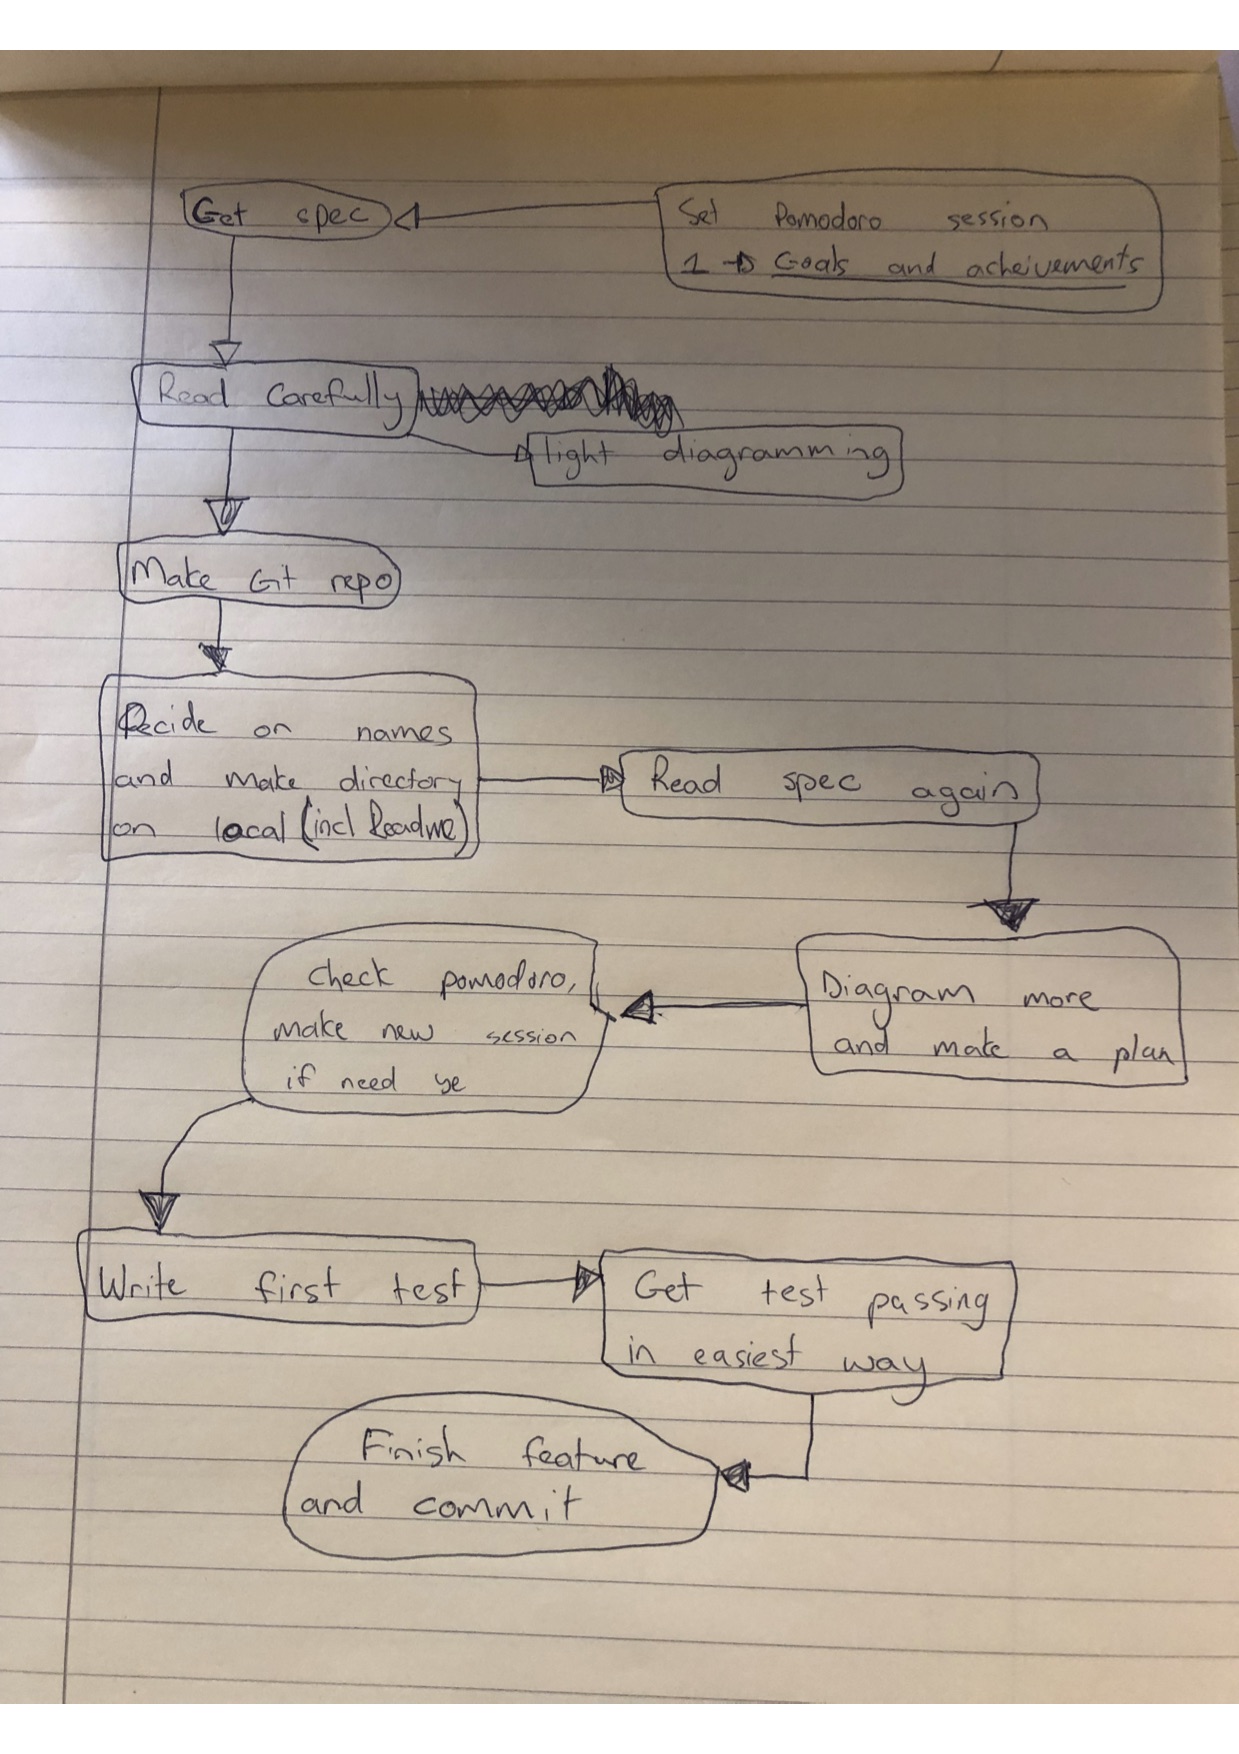 Get spec
Set Pomodoro session
1 → Goals and acheivements
Read Carefully
light diagramming
Make Git repo
Decide on names
and make directory
on local (incl Readme)
Read spec again
Diagram more
and make a plan
Check pomodoro,
make new session
if need ye
Write first test
Get test passing
in easiest way
Finish feature
and commit